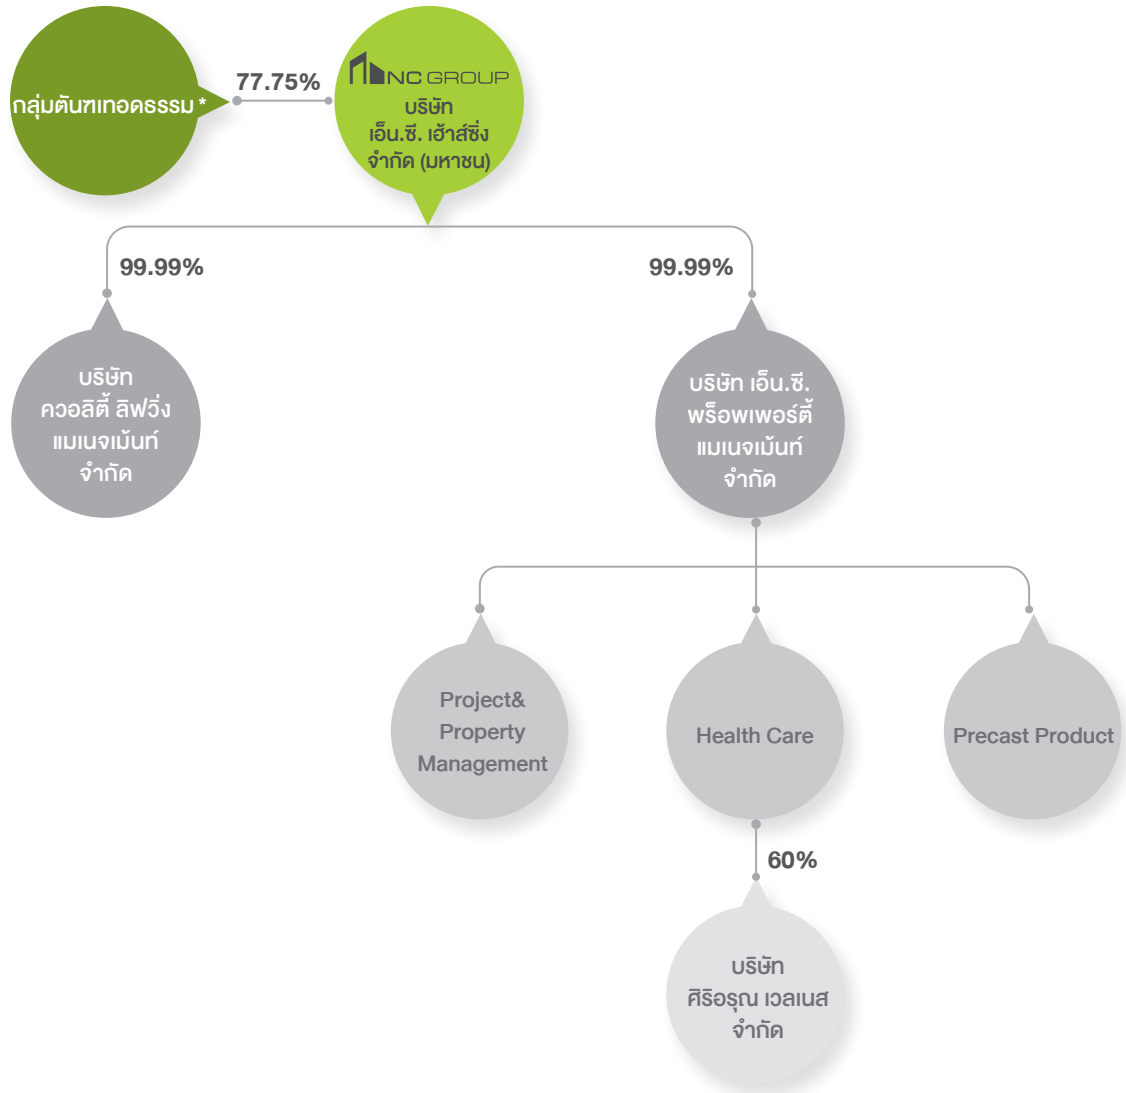 กลุ่มตันฑเทอดธรรม *
77.75%
NC GROUP
บริษัท
เอ็น.ซี. เฮ้าส์ซิ่ง
จำกัด (มหาชน)
99.99%
99.99%
บริษัท
ควอลิตี้ ลิฟวิ่ง
แมเนจเม้นท์
จำกัด
บริษัท เอ็น.ซี.
พร็อพเพอร์ตี้
แมเนจเม้นท์
จำกัด
Project&
Property
Management
Health Care
Precast Product
60%
บริษัท
ศิริอรุณ เวลเนส
จำกัด